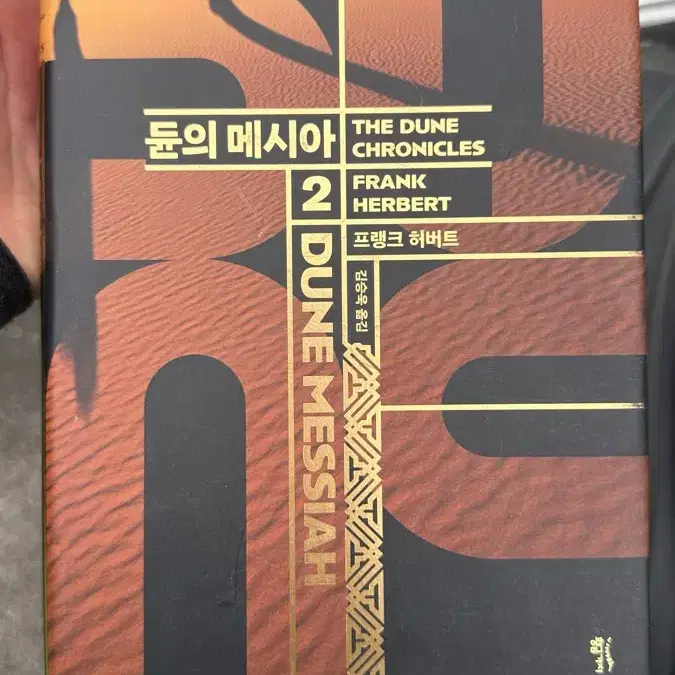 듄의 메시아
THE DUNE
CHRONICLES
2
FRANK
HERBERT
프랭크 허버트
김승욱 옮김
DUNE MESSIAH